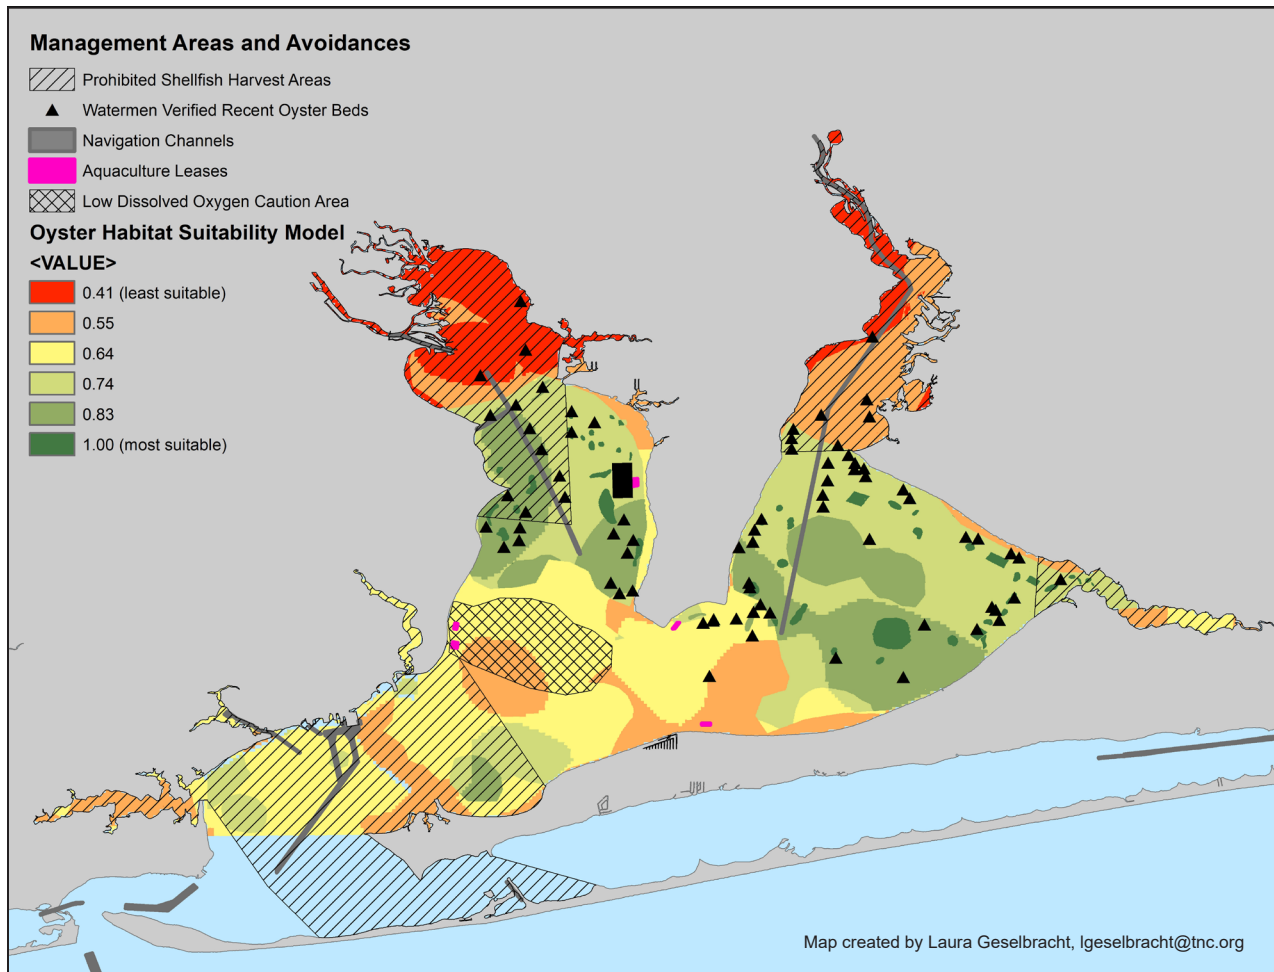 Management Areas and Avoidances
Prohibited Shellfish Harvest Areas
Watermen Verified Recent Oyster Beds
Navigation Channels
Aquaculture Leases
Low Dissolved Oxygen Caution Area
Oyster Habitat Suitability Model
<VALUE>
0.41 (least suitable)
0.55
0.64
0.74
0.83
1.00 (most suitable)
Map created by Laura Geselbracht, lgeselbracht@tnc.org